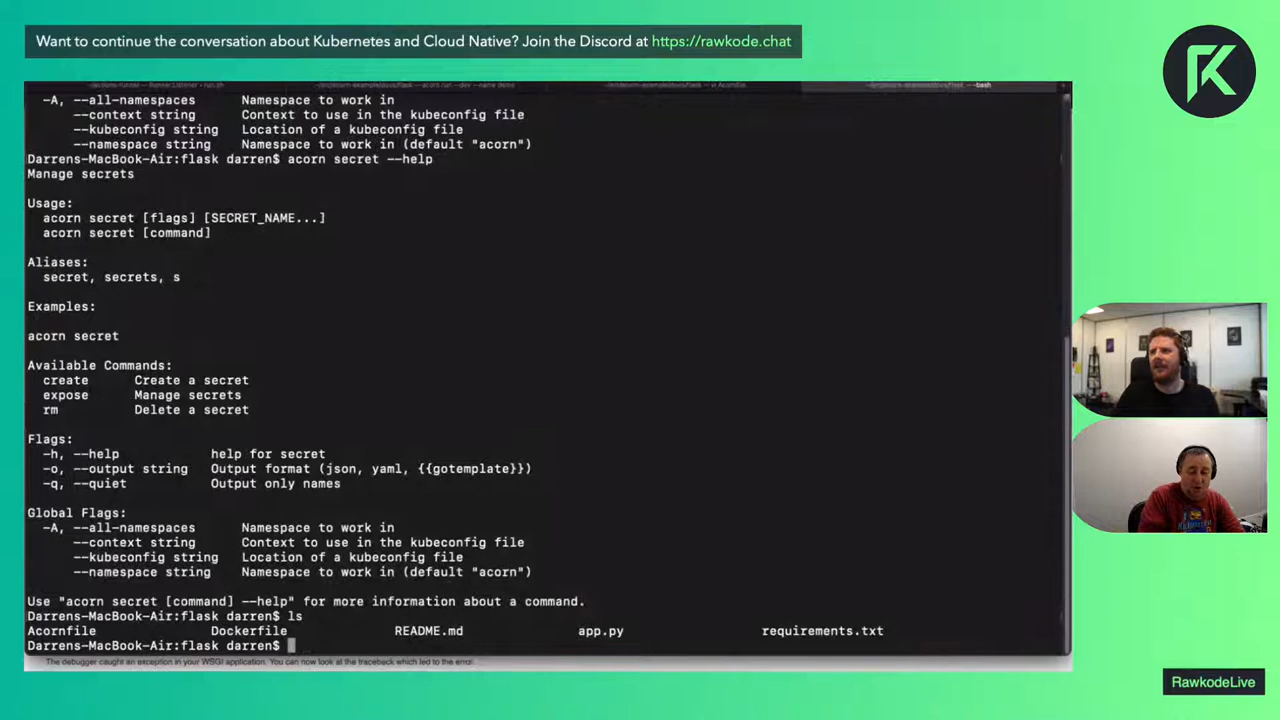 Want to continue the conversation about Kubernetes and Cloud Native? Join the Discord at https://rawkode.chat
-A, --all-namespaces Namespace to work in
--context string Context to use in the kubeconfig file
--kubeconfig string Location of a kubeconfig file
--namespace string Namespace to work in (default "acorn")
Darrens-MacBook-Air:flask darren$ acorn secret --help
Manage secrets
Usage:
acorn secret [flags] [SECRET_NAME...]
acorn secret [command]
Aliases:
secret, secrets, s
Examples:
acorn secret
Available Commands:
create Create a secret
expose Manage secrets
rm Delete a secret
Flags:
-h, --help help for secret
-o, --output string Output format (json, yaml, {{gotemplate}})
-q, --quiet Output only names
Global Flags:
-A, --all-namespaces Namespace to work in
--context string Context to use in the kubeconfig file
--kubeconfig string Location of a kubeconfig file
--namespace string Namespace to work in (default "acorn")
Use "acorn secret [command] --help" for more information about a command.
Darrens-MacBook-Air:flask darren$ ls
Acornfile Dockerfile README.md app.py requirements.txt
Darrens-MacBook-Air:flask darren$
The debugger caught an exception in your WSGI application. You can now look at the traceback which led to the error.
RawkodeLive